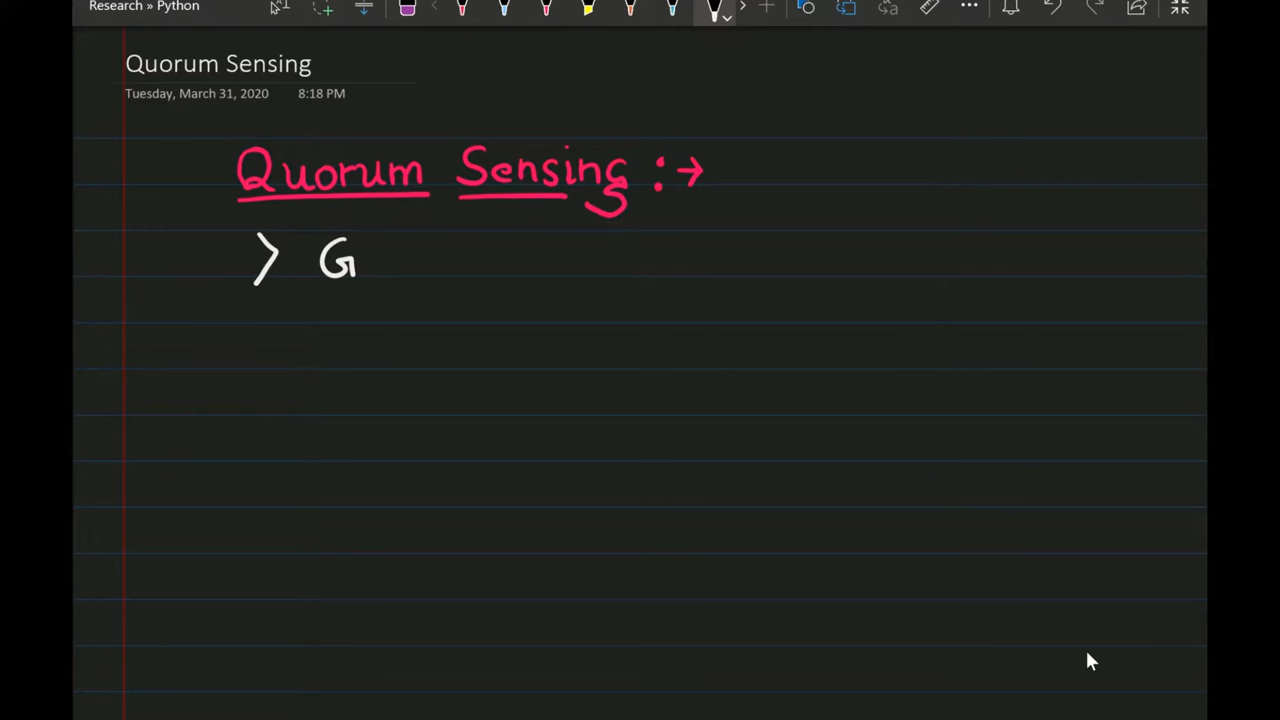 Research » Python
Quorum Sensing
Tuesday, March 31, 2020 8:18 PM
Quorum Sensing :→
> G